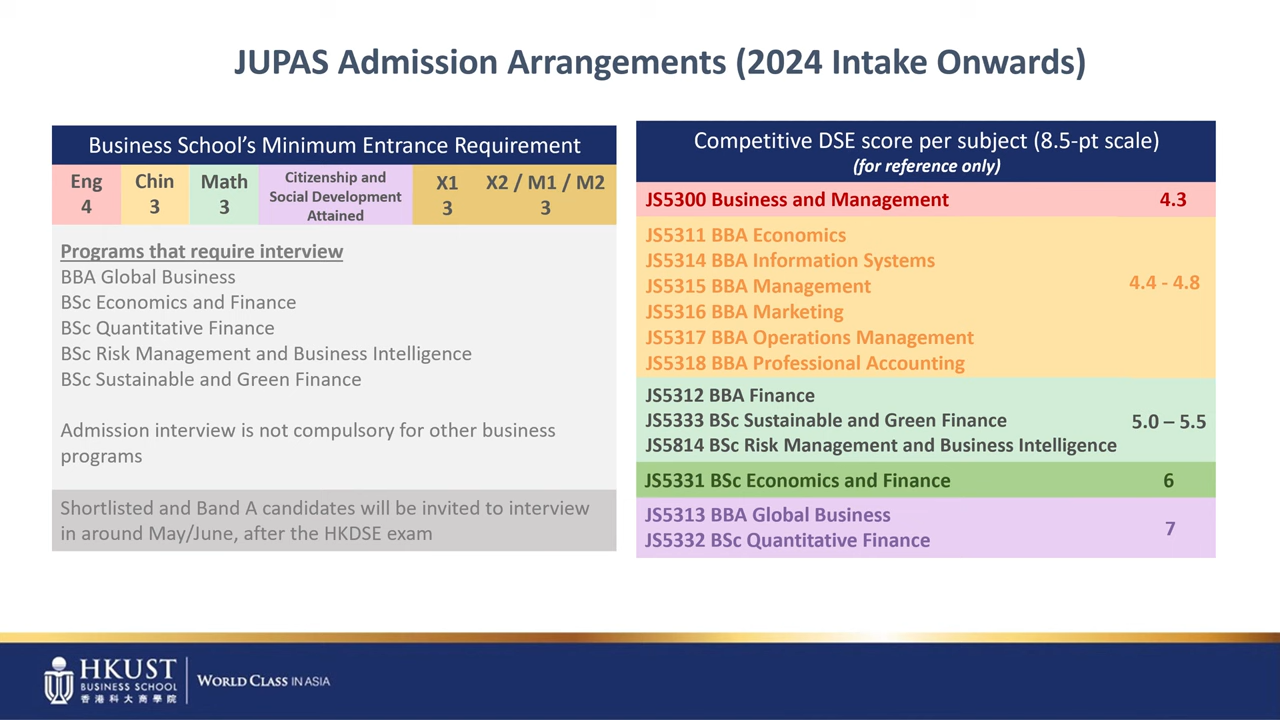 JUPAS Admission Arrangements (2024 Intake Onwards)
Business School's Minimum Entrance Requirement
Eng
4
Chin
3
Math
3
Citizenship and
Social Development
Attained
X1
3
X2 / M1 / M2
3
Programs that require interview
BBA Global Business
BSc Economics and Finance
BSc Quantitative Finance
BSc Risk Management and Business Intelligence
BSc Sustainable and Green Finance
Admission interview is not compulsory for other business
programs
Shortlisted and Band A candidates will be invited to interview
in around May/June, after the HKDSE exam
Competitive DSE score per subject (8.5-pt scale)
(for reference only)
JS5300 Business and Management 4.3
JS5311 BBA Economics
JS5314 BBA Information Systems
JS5315 BBA Management
JS5316 BBA Marketing
JS5317 BBA Operations Management
JS5318 BBA Professional Accounting
4.4 - 4.8
JS5312 BBA Finance
JS5333 BSc Sustainable and Green Finance
JS5814 BSc Risk Management and Business Intelligence
5.0 – 5.5
JS5331 BSc Economics and Finance 6
JS5313 BBA Global Business
JS5332 BSc Quantitative Finance
7
HKUST
BUSINESS SCHOOL
香港科大商學院
WORLD CLASS IN ASIA